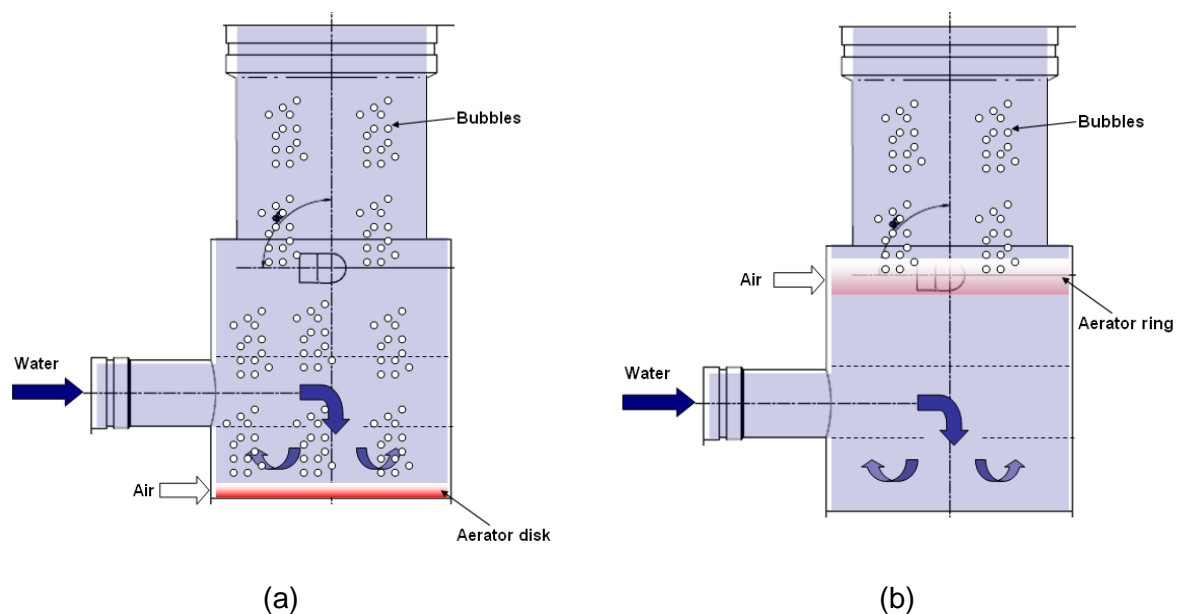 Bubbles
Water
Air
Aerator disk
(a)
Bubbles
Air
Aerator ring
Water
(b)